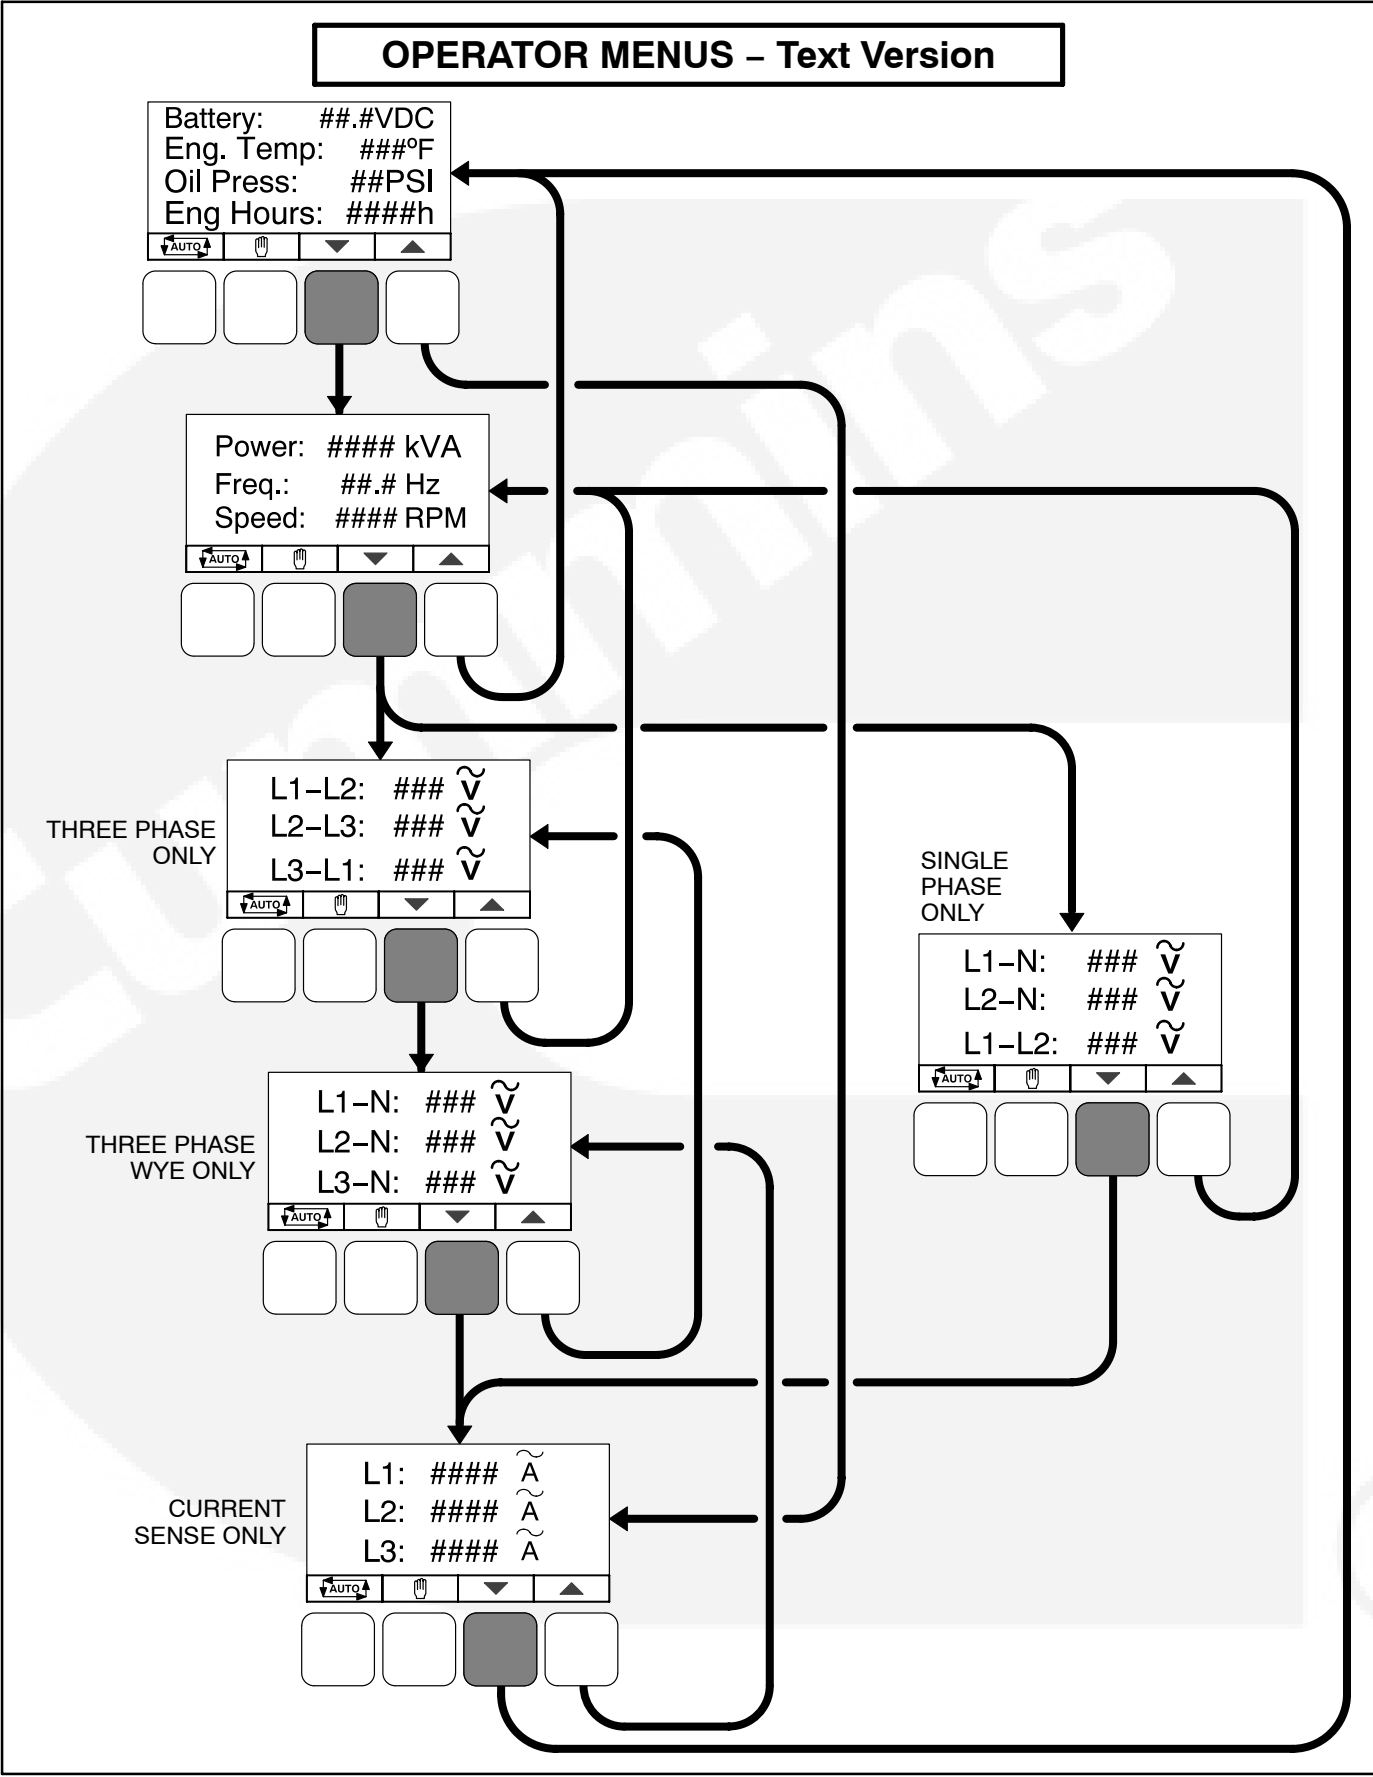 OPERATOR MENUS – Text Version
Battery: ##.#VDC
Eng. Temp: ###ºF
Oil Press: ##PSI
Eng Hours: ####h
AUTO
Power: #### kVA
Freq.: ##.# Hz
Speed: #### RPM
AUTO
THREE PHASE
ONLY
L1–L2: ### V
L2–L3: ### V
L3–L1: ### V
AUTO
SINGLE
PHASE
ONLY
L1–N: ### V
L2–N: ### V
L1–L2: ### V
AUTO
THREE PHASE
WYE ONLY
L1–N: ### V
L2–N: ### V
L3–N: ### V
AUTO
CURRENT
SENSE ONLY
L1: #### A
L2: #### A
L3: #### A
AUTO
Cummins